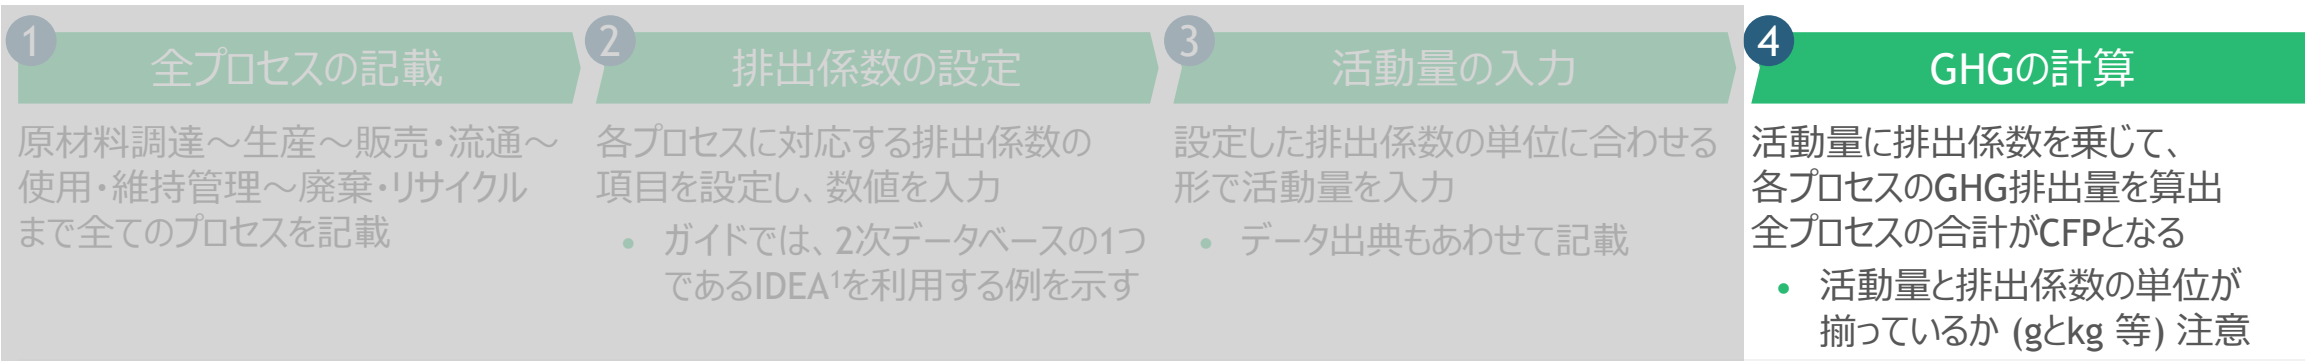 1
全プロセスの記載
原材料調達～生産～販売・流通～
使用・維持管理～廃棄・リサイクル
まで全てのプロセスを記載
2
排出係数の設定
各プロセスに対応する排出係数の
項目を設定し、数値を入力
• ガイドでは、2次データベースの1つ
であるIDEA¹を利用する例を示す
3
活動量の入力
設定した排出係数の単位に合わせる
形で活動量を入力
• データ出典もあわせて記載
4
GHGの計算
活動量に排出係数を乗じて、
各プロセスのGHG排出量を算出
全プロセスの合計がCFPとなる
• 活動量と排出係数の単位が
揃っているか (gとkg 等) 注意